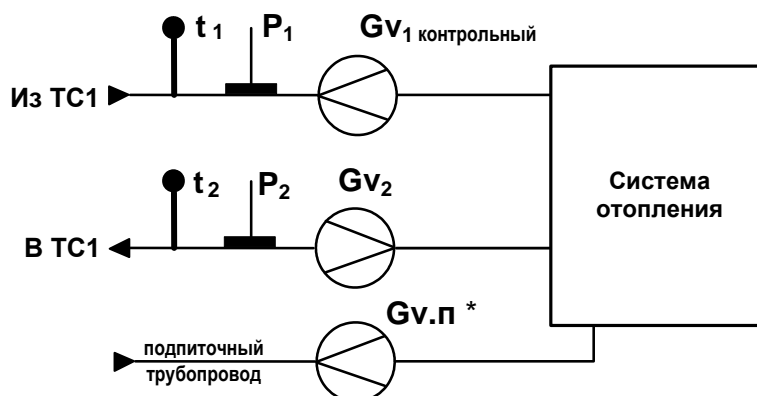 t 1 P1 Gv1 контрольный
Из ТС1
t 2 P2 Gv2
В ТС1
Система
отопления
Gv.п *
подпиточный
трубопровод